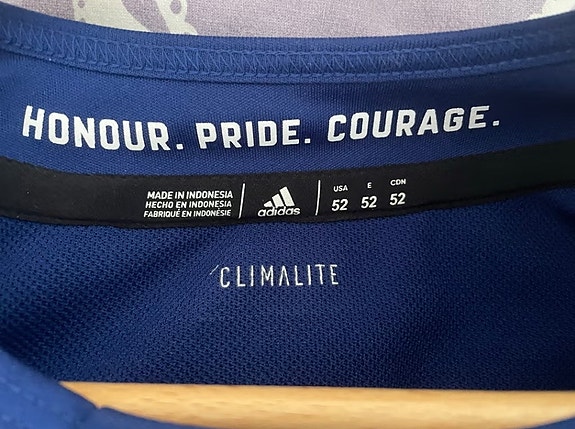 HONOUR. PRIDE. COURAGE.
MADE IN INDONESIA
HECHO EN INDONESIA
FABRIQUÉ EN INDONÉSIE
adidas
USA E CDN
52 52 52
CLIMALITE